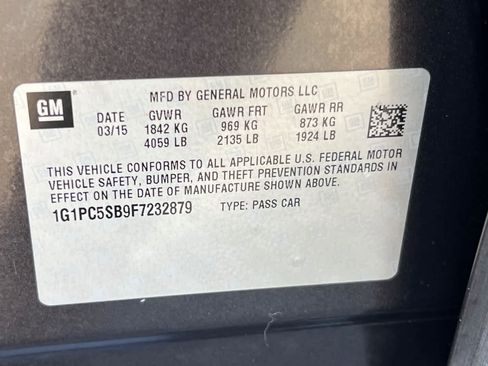 GM
MFD BY GENERAL MOTORS LLC
DATE GVWR GAWR FRT GAWR RR
03/15 1842 KG 969 KG 873 KG
4059 LB 2135 LB 1924 LB
THIS VEHICLE CONFORMS TO ALL APPLICABLE U.S. FEDERAL MOTOR
VEHICLE SAFETY, BUMPER, AND THEFT PREVENTION STANDARDS IN
EFFECT ON THE DATE OF MANUFACTURE SHOWN ABOVE.
1G1PC5SB9F7232879 TYPE: PASS CAR